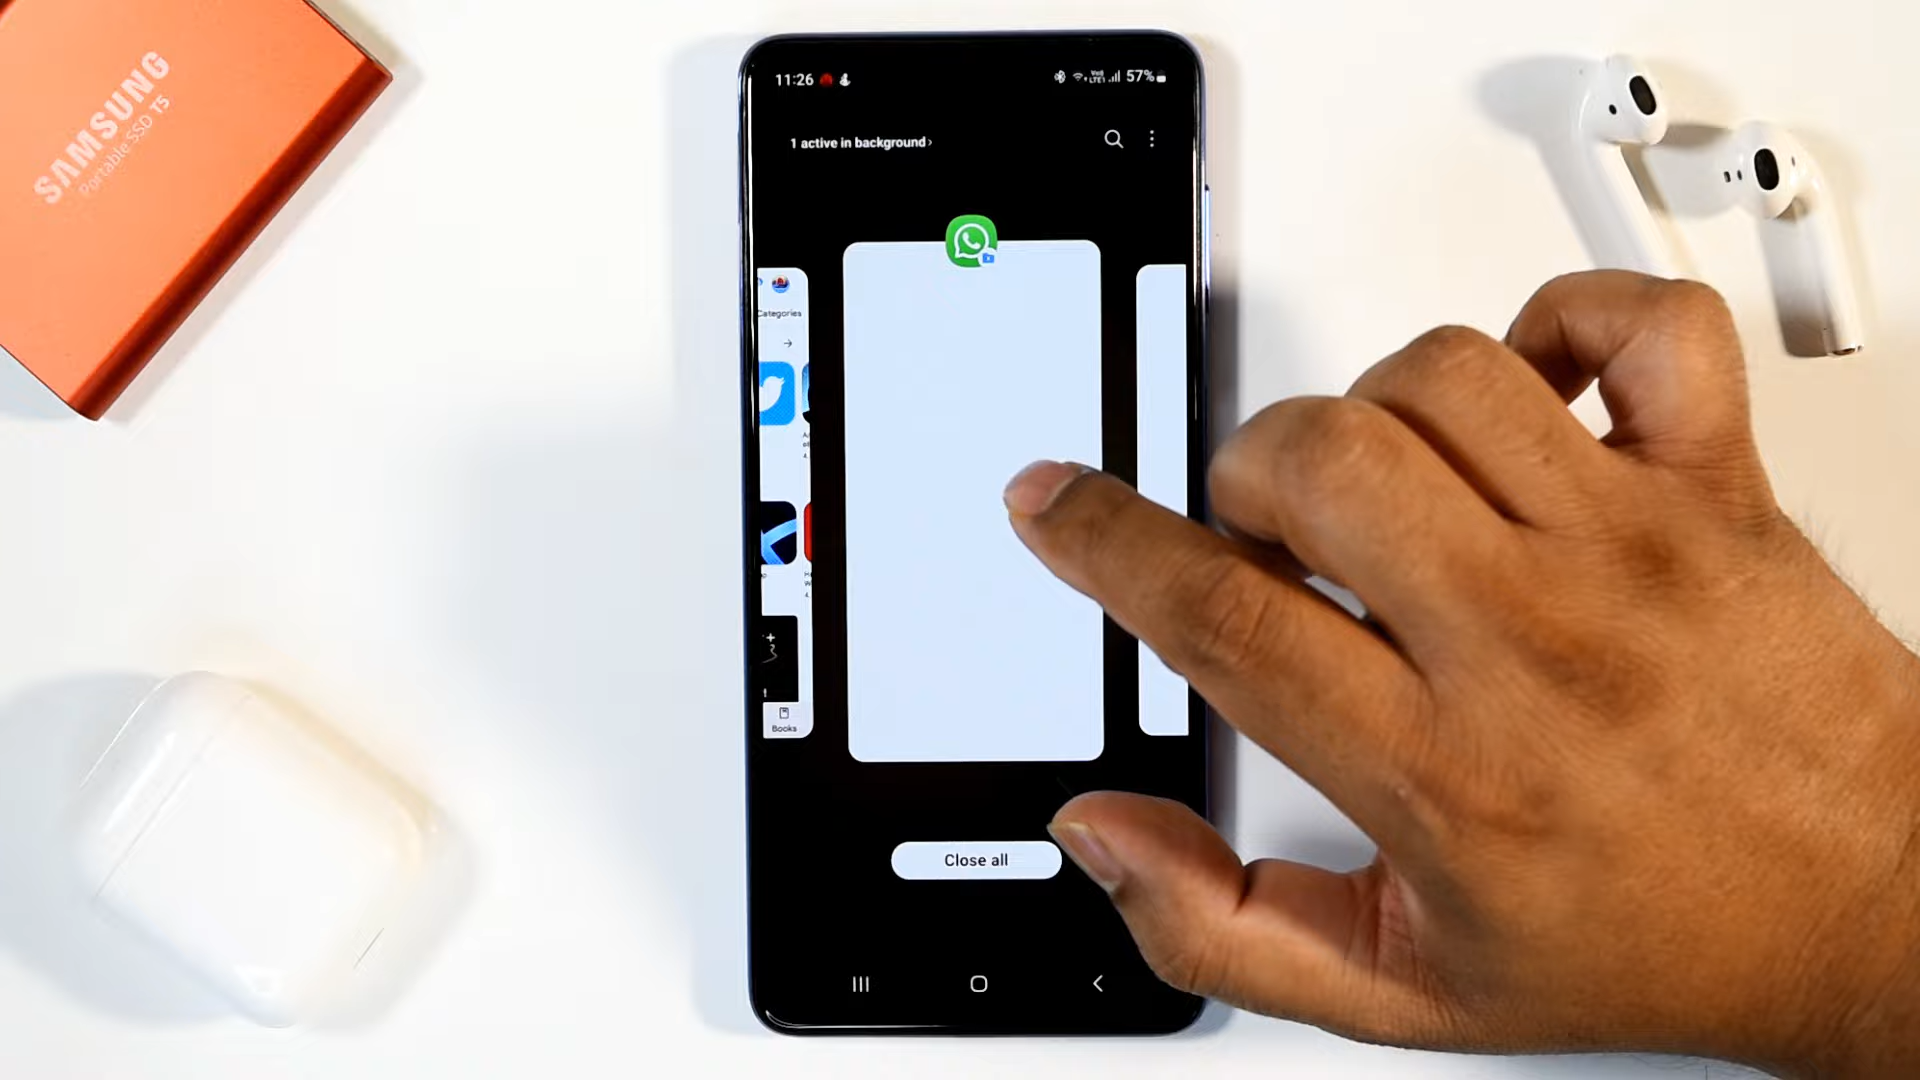 SAMSUNG
Portable SSD T5
11:26
57%
1 active in background
Categories
Books
Close all